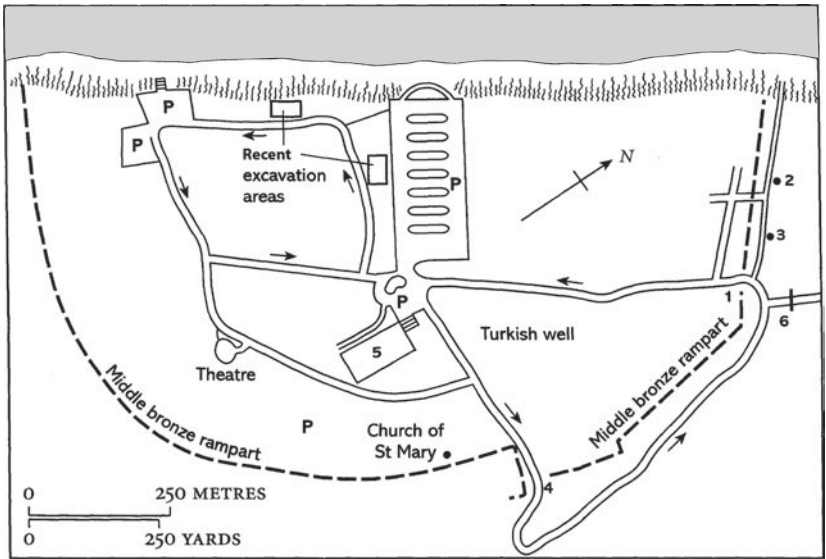 P
P
Recent
excavation
areas
P
N
2
3
1
P
6
Turkish well
5
Theatre
Middle bronze rampart
Middle bronze rampart
P
Church of
St Mary
4
0 250 METRES
0 250 YARDS